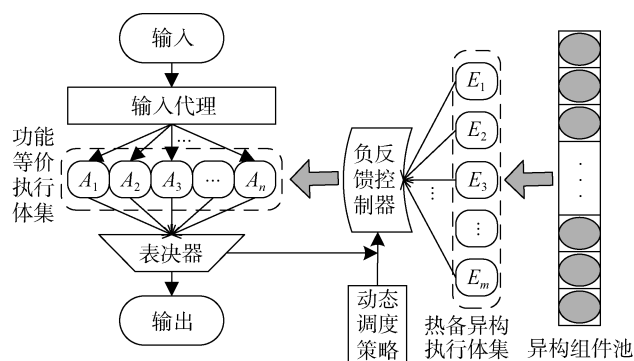 输入
输入代理
...
功能
等价
执行
体集
A1
A2
A3
...
An
表决器
输出
负反
馈控
制器
动态
调度
策略
E1
E2
...
E3
...
Em
热备异构
执行体集
...
异构组件池